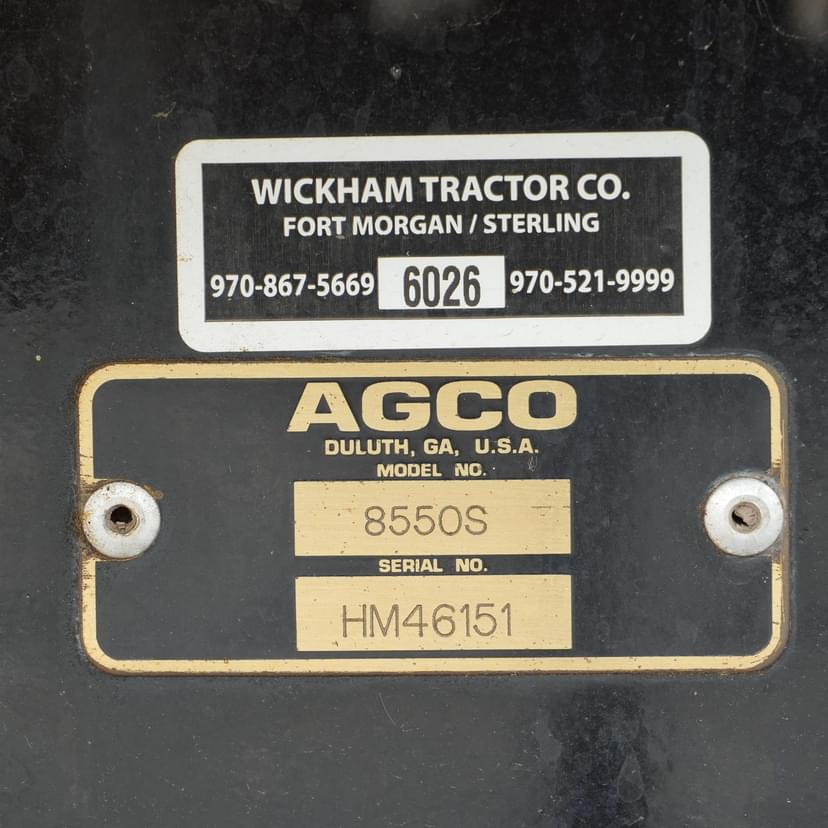 WICKHAM TRACTOR CO.
FORT MORGAN / STERLING
970-867-5669 6026 970-521-9999
AGCO
DULUTH, GA, U.S.A.
MODEL NO.
8550S
SERIAL NO.
HM46151